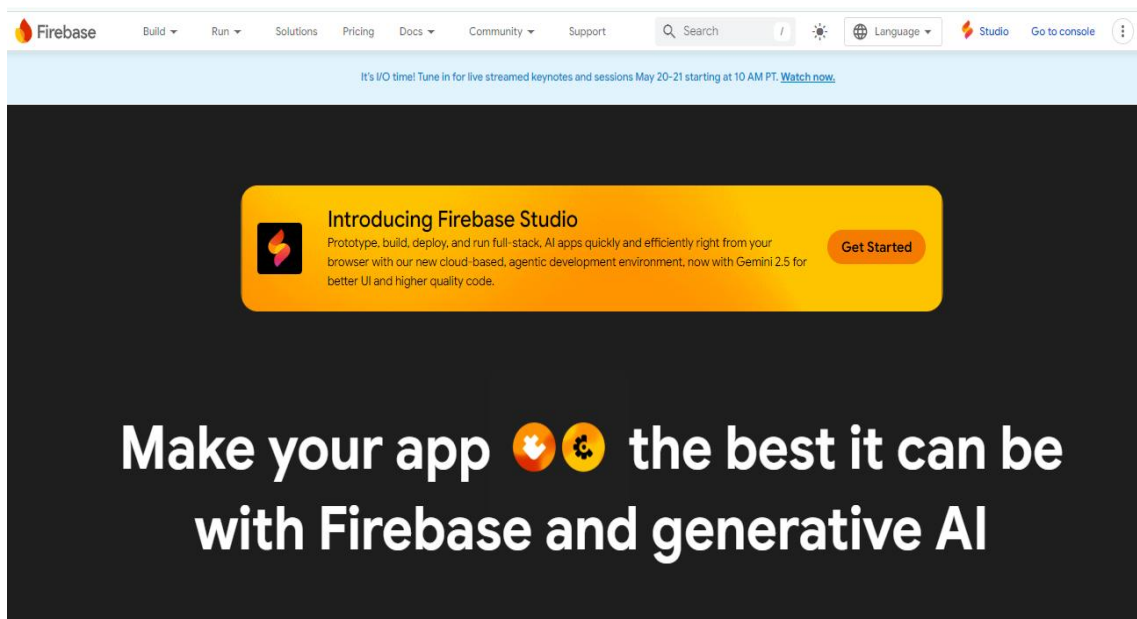 Firebase
Build
Run
Solutions
Pricing
Docs
Community
Support
Search
/
Language
Studio
Go to console
It's I/O time! Tune in for live streamed keynotes and sessions May 20-21 starting at 10 AM PT. Watch now.
Introducing Firebase Studio
Prototype, build, deploy, and run full-stack, AI apps quickly and efficiently right from your
browser with our new cloud-based, agentic development environment, now with Gemini 2.5 for
better UI and higher quality code.
Get Started
Make your app the best it can be
with Firebase and generative AI